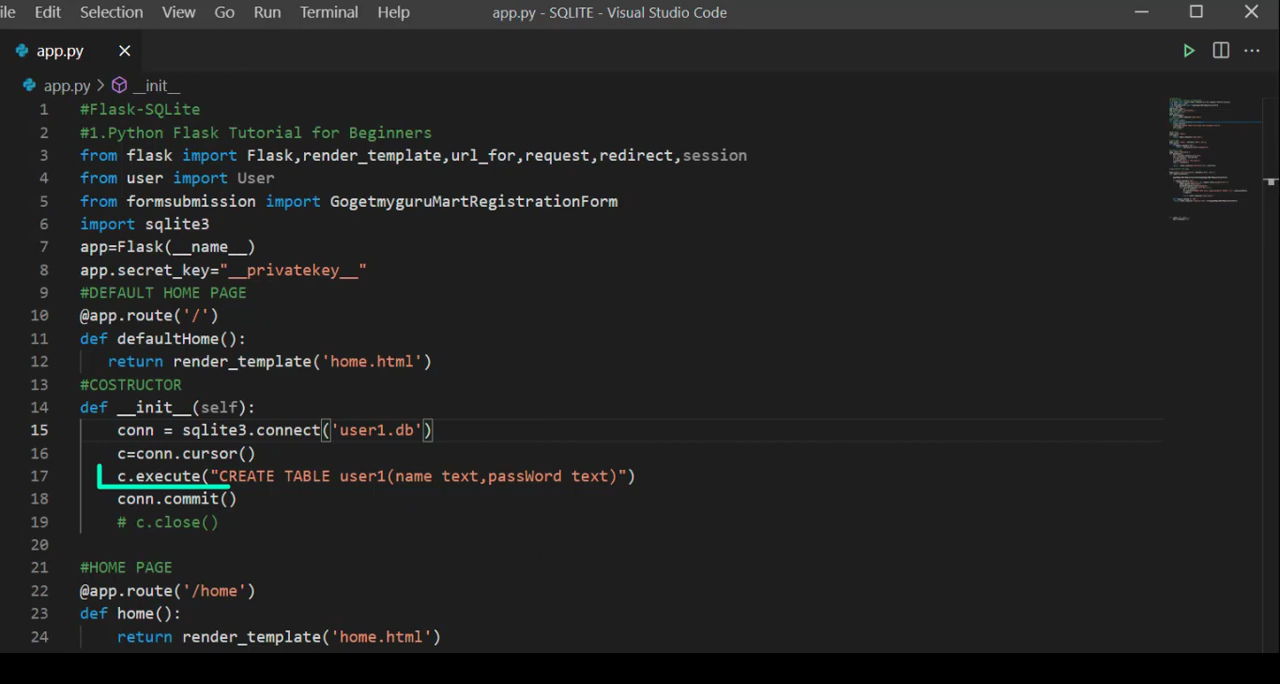 ile Edit Selection View Go Run Terminal Help app.py - SQLITE - Visual Studio Code
app.py
app.py > __init__
1 #Flask-SQLite
2 #1.Python Flask Tutorial for Beginners
3 from flask import Flask,render_template,url_for,request,redirect,session
4 from user import User
5 from formsubmission import GogetmyguruMartRegistrationForm
6 import sqlite3
7 app=Flask(__name__)
8 app.secret_key="__privatekey__"
9 #DEFAULT HOME PAGE
10 @app.route('/')
11 def defaultHome():
12 return render_template('home.html')
13 #COSTRUCTOR
14 def __init__(self):
15 conn = sqlite3.connect('user1.db')
16 c=conn.cursor()
17 c.execute("CREATE TABLE user1(name text,passWord text)")
18 conn.commit()
19 # c.close()
20
21 #HOME PAGE
22 @app.route('/home')
23 def home():
24 return render_template('home.html')